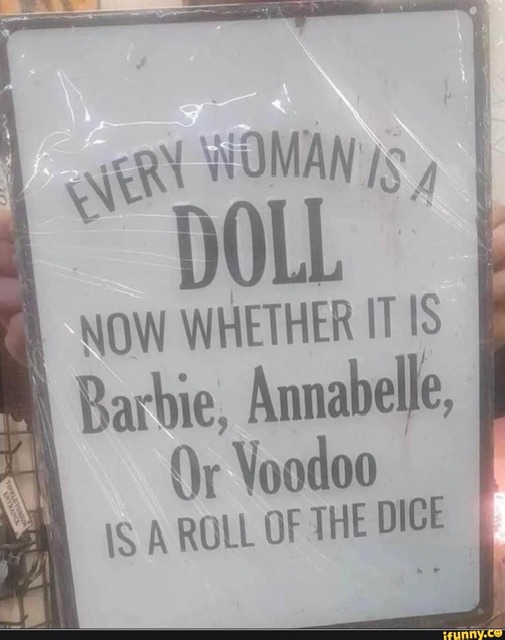 EVERY WOMAN IS A
DOLL
NOW WHETHER IT IS
Barbie, Annabelle,
Or Voodoo
IS A ROLL OF THE DICE
ifunny.co